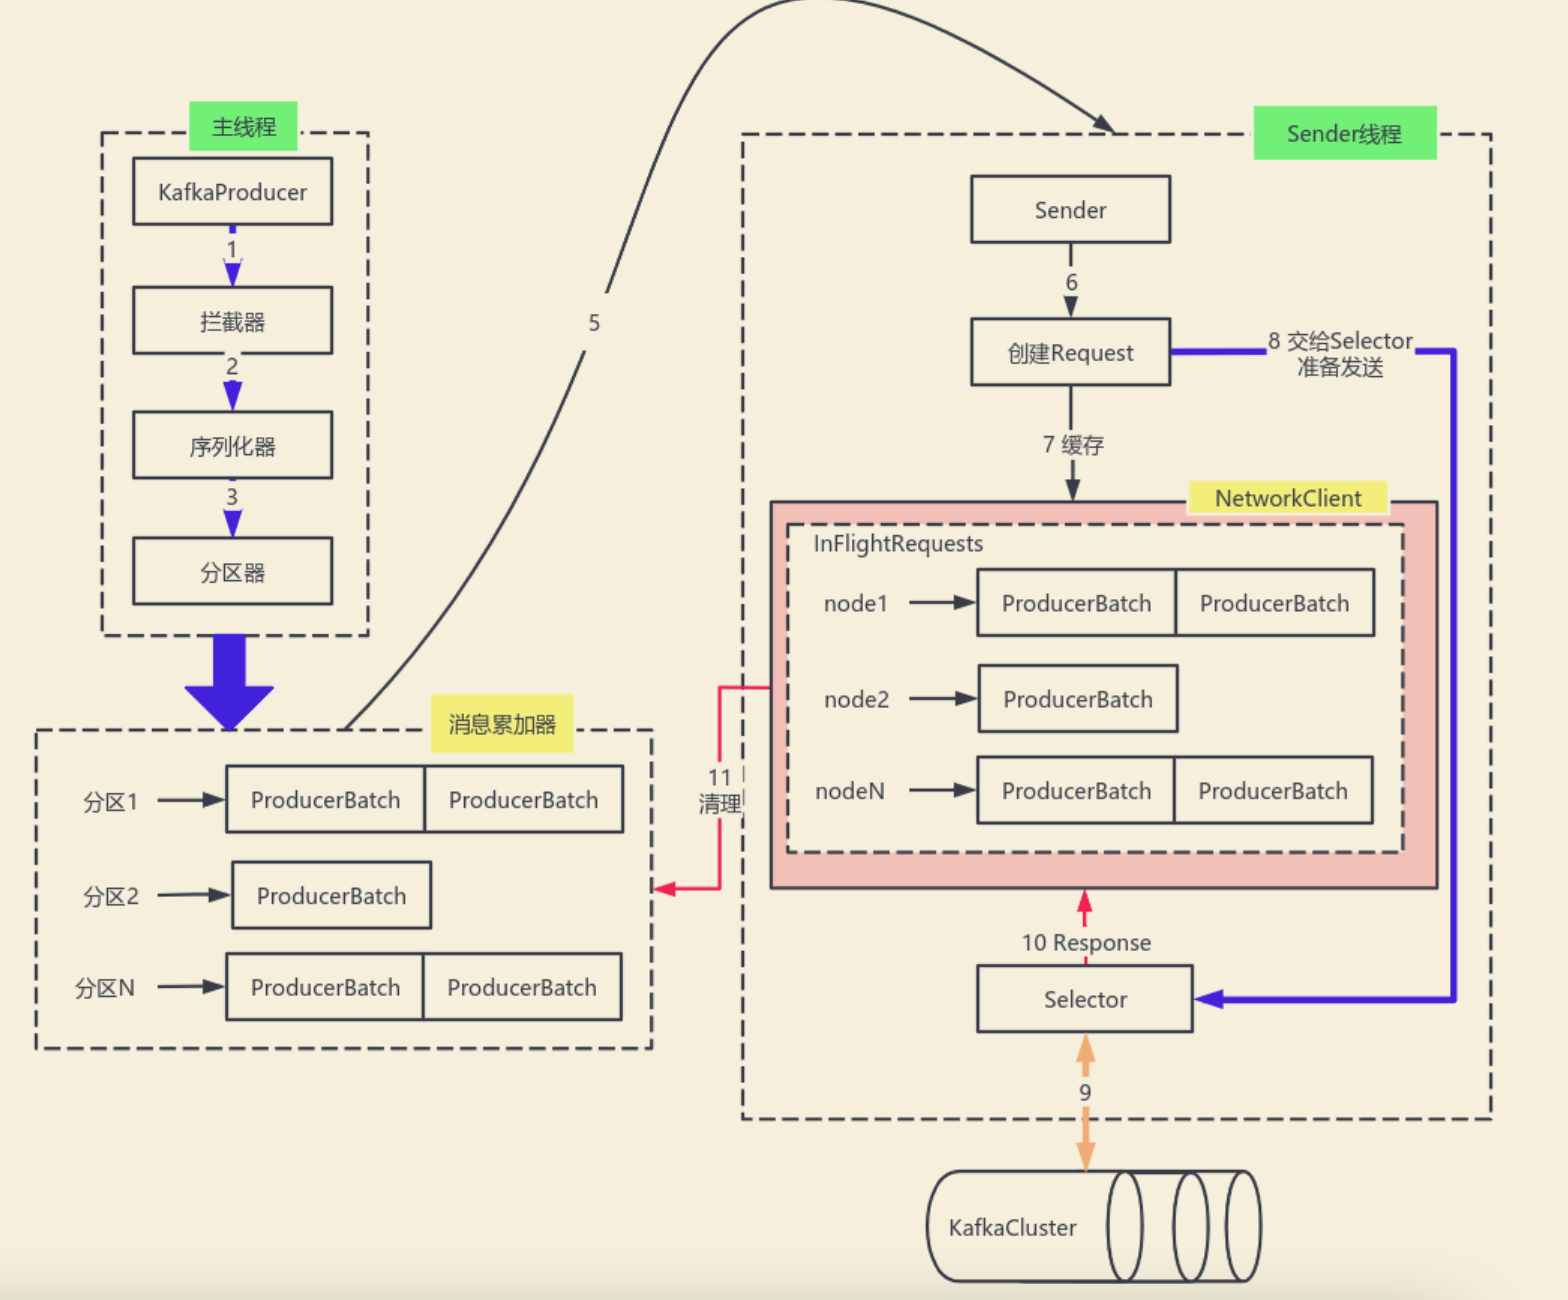 主线程
KafkaProducer
1
拦截器
2
序列化器
3
分区器
5
消息累加器
分区1
ProducerBatch
ProducerBatch
分区2
ProducerBatch
分区N
ProducerBatch
ProducerBatch
Sender线程
Sender
6
创建Request
8 交给Selector
准备发送
7 缓存
NetworkClient
InFlightRequests
node1
ProducerBatch
ProducerBatch
node2
ProducerBatch
nodeN
ProducerBatch
ProducerBatch
11
清理
10 Response
Selector
9
KafkaCluster